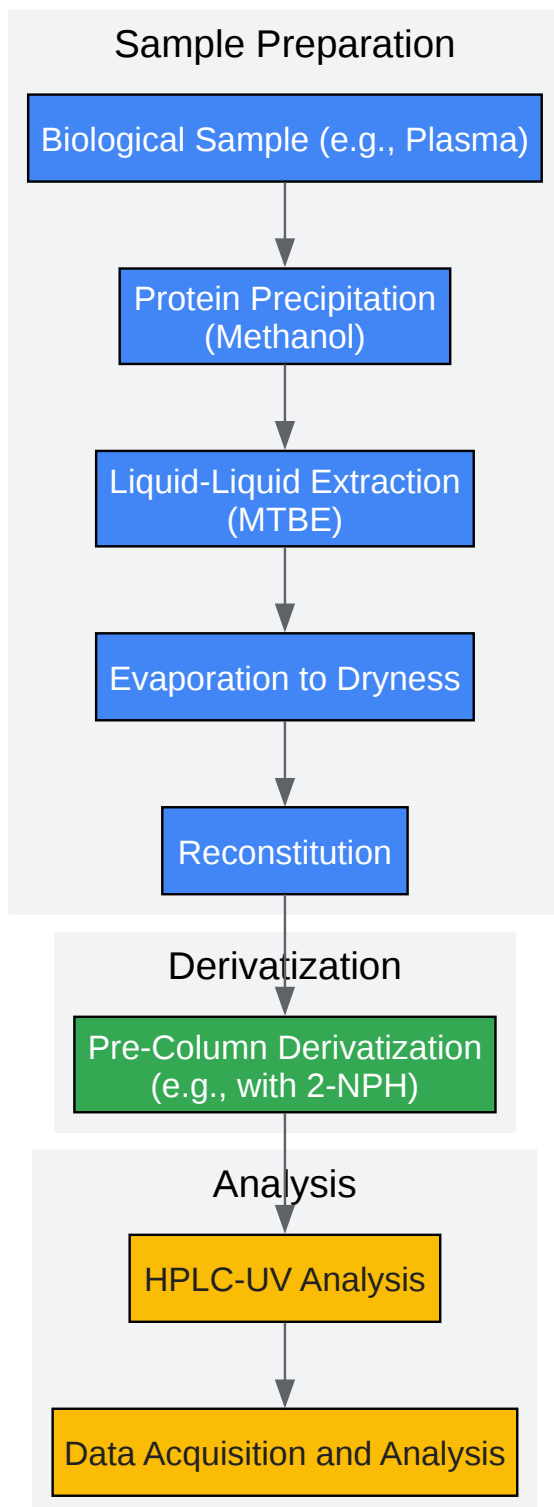 Sample Preparation
Biological Sample (e.g., Plasma)
Protein Precipitation
(Methanol)
Liquid-Liquid Extraction
(MTBE)
Evaporation to Dryness
Reconstitution
Derivatization
Pre-Column Derivatization
(e.g., with 2-NPH)
Analysis
HPLC-UV Analysis
Data Acquisition and Analysis